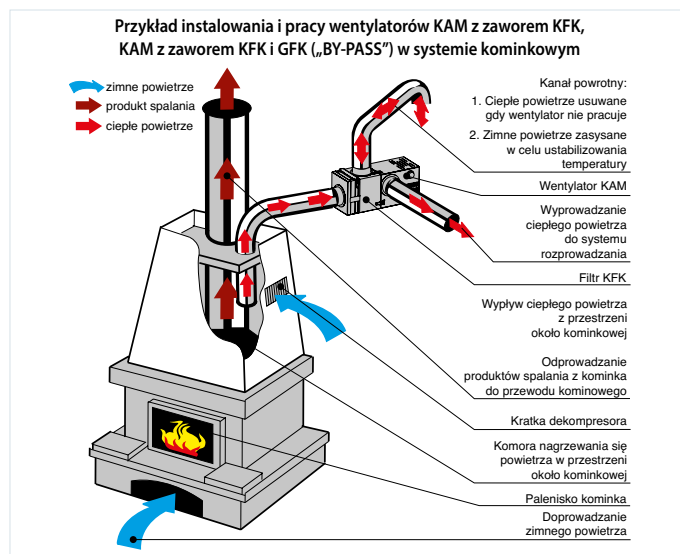 Przykład instalowania i pracy wentylatorów KAM z zaworem KFK,
KAM z zaworem KFK i GFK („BY-PASS”) w systemie kominkowym
zimne powietrze
produkt spalania
ciepłe powietrze
Kanał powrotny:
1. Ciepłe powietrze usuwane
gdy wentylator nie pracuje
2. Zimne powietrze zasysane
w celu ustabilizowania
temperatury
Wentylator KAM
Wyprowadzanie
ciepłego powietrza
do systemu
rozprowadzania
Filtr KFK
Wypływ ciepłego powietrza
z przestrzeni
około kominkowej
Odprowadzanie
produktów spalania z kominka
do przewodu kominowego
Kratka dekompresora
Komora nagrzewania się
powietrza w przestrzeni
około kominkowej
Palenisko kominka
Doprowadzanie
zimnego powietrza